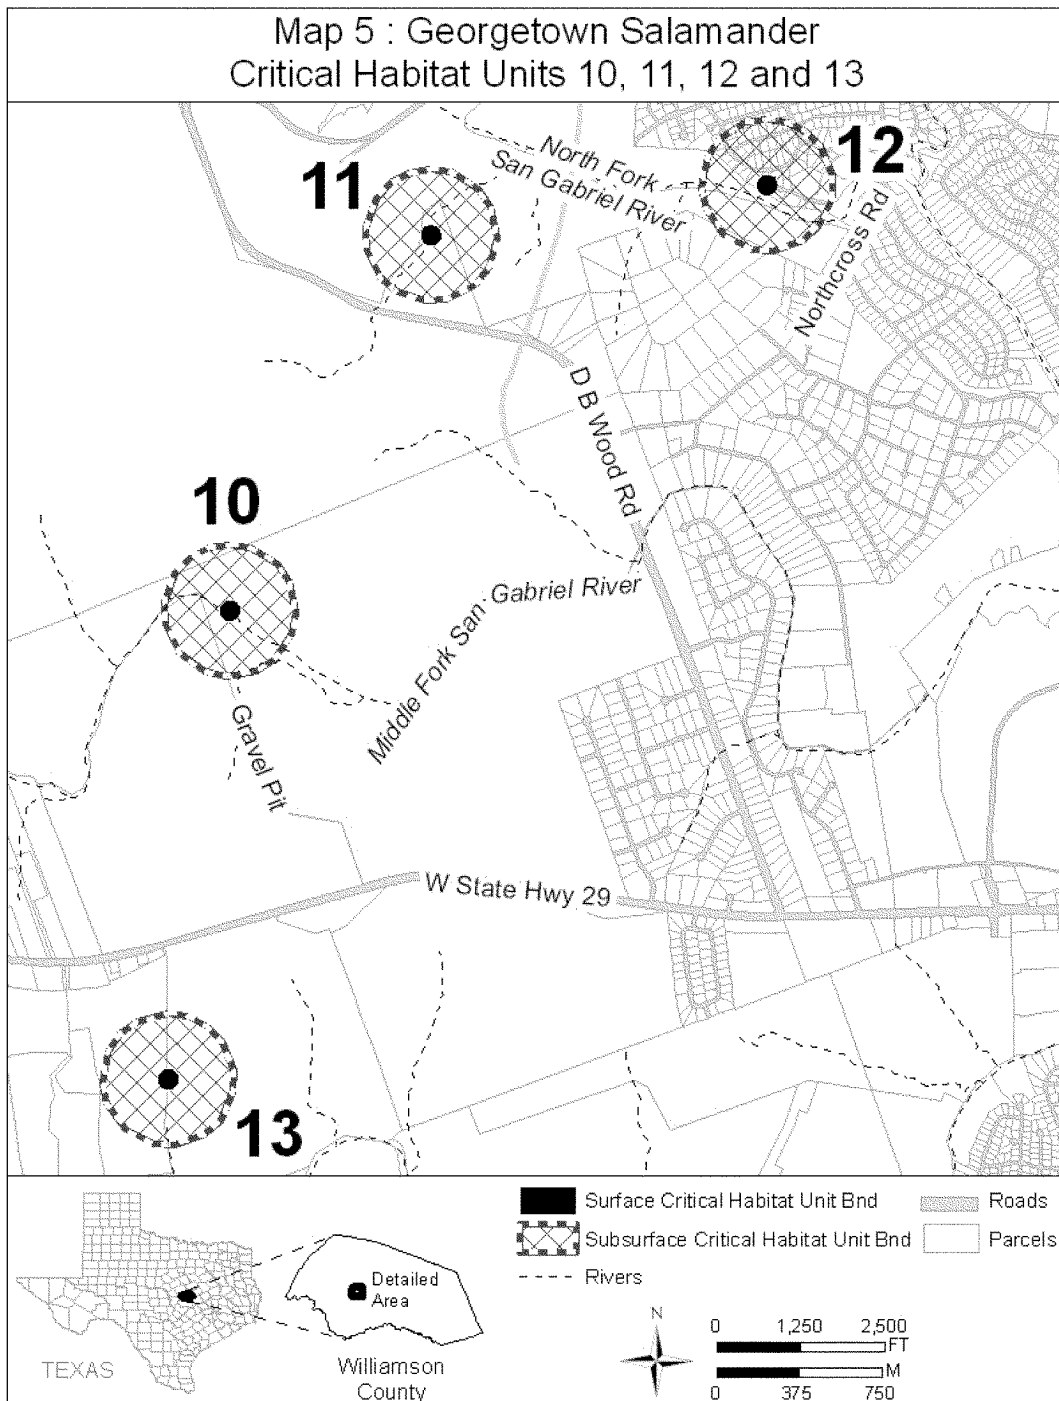 Map 5 : Georgetown Salamander
Critical Habitat Units 10, 11, 12 and 13
12
11
North Fork
San Gabriel River
Northcross Rd
D B Wood Rd
10
Middle Fork San Gabriel River
Gravel Pit
W State Hwy 29
13
Surface Critical Habitat Unit Bnd
Roads
Subsurface Critical Habitat Unit Bnd
Parcels
Rivers
Detailed
Area
TEXAS
Williamson
County
N
0 1,250 2,500
FT
M
0 375 750